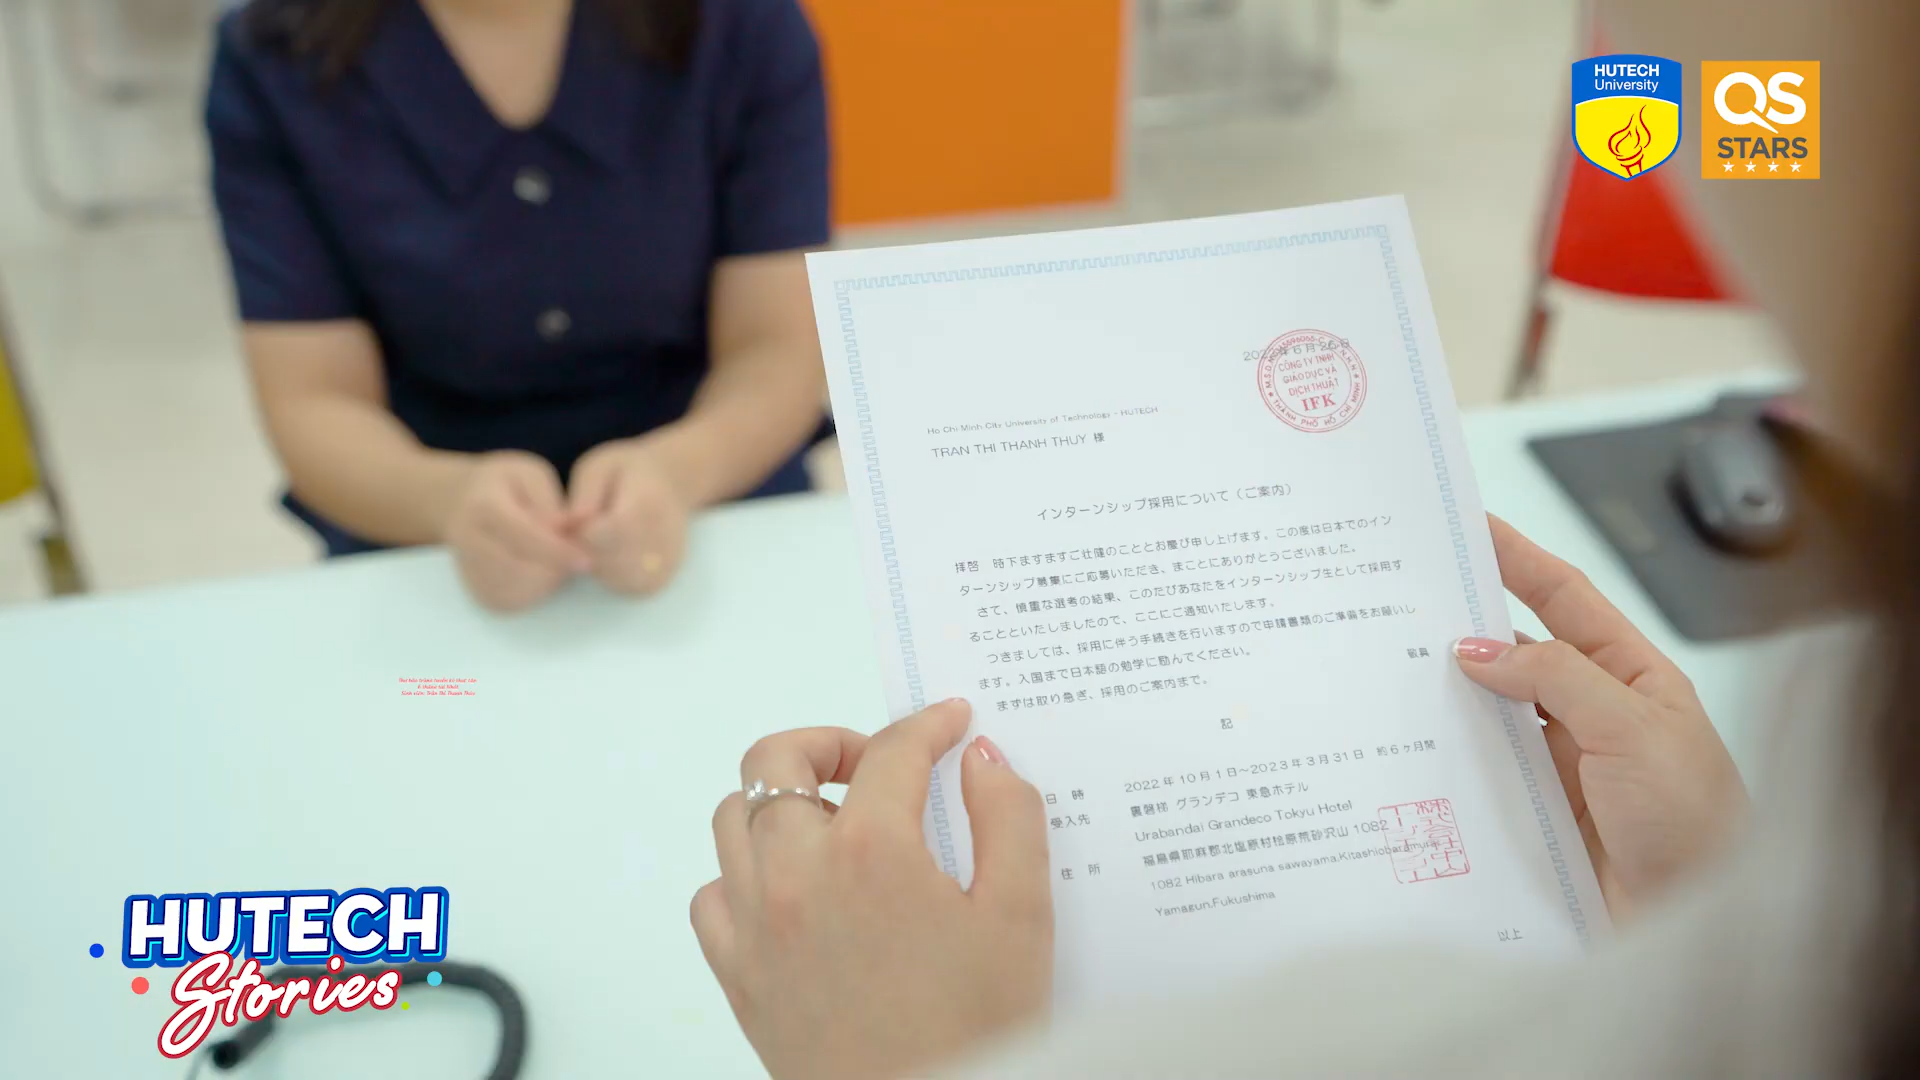 HUTECH
University
QS
STARS
2022年6月26日
CÔNG TY TNHH
GIÁO DỤC VÀ
DỊCH THUẬT
IFK
THÀNH PHỐ HỒ CHÍ MINH
Ho Chi Minh City University of Technology - HUTECH
TRAN THI THANH THUY 様
インターンシップ採用について（ご案内）
拝啓 時下ますますご壮健のこととお慶び申し上げます。この度は日本でのイン
ターンシップ募集にご応募いただき、まことにありがとうございました。
さて、慎重な選考の結果、このたびあなたをインターンシップ生として採用す
ることといたしましたので、ここにご通知いたします。
つきましては、採用に伴う手続きを行いますので申請書類のご準備をお願いし
ます。入国まで日本語の勉学に励んでください。
まずは取り急ぎ、採用のご案内まで。
敬具
記
日 時 2022年10月1日～2023年3月31日 約6ヶ月間
受入先 裏磐梯 グランデコ 東急ホテル
Urabandai Grandeco Tokyu Hotel
住 所 福島県耶麻郡北塩原村桧原荒砂沢山 1082
1082 Hibara arasuna sawayama,Kitashiobaramura,
Yamagun,Fukushima
以上
HUTECH
Stories